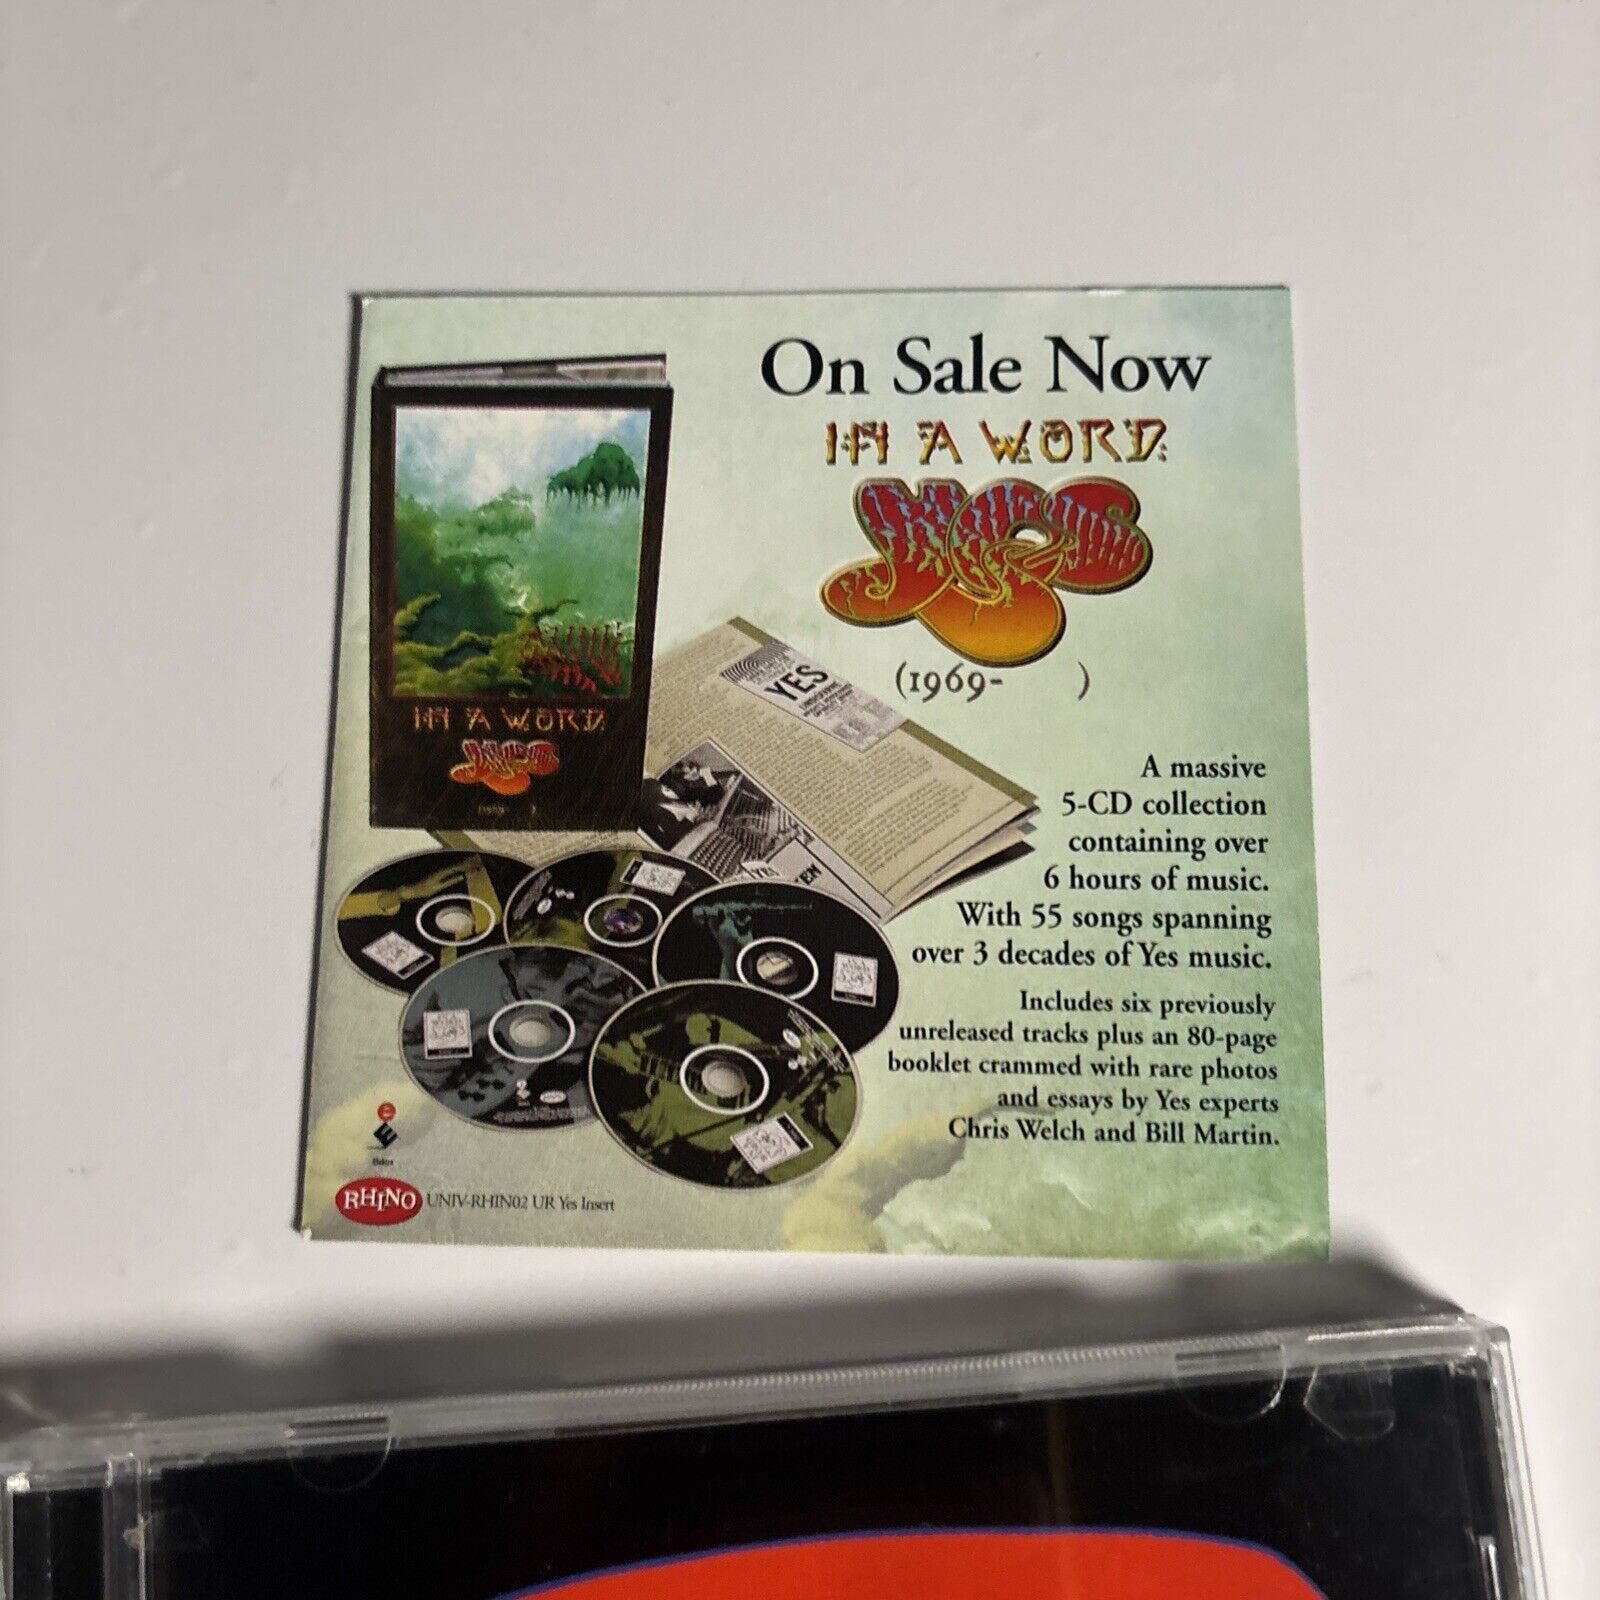 On Sale Now
IN A WORD
YES
(1969- )
YES
IN A WORD
YES
(1969- )
A massive
5-CD collection
containing over
6 hours of music.
With 55 songs spanning
over 3 decades of Yes music.
Includes six previously
unreleased tracks plus an 80-page
booklet crammed with rare photos
and essays by Yes experts
Chris Welch and Bill Martin.
RHINO UNIV-RHIN02 UR Yes Insert